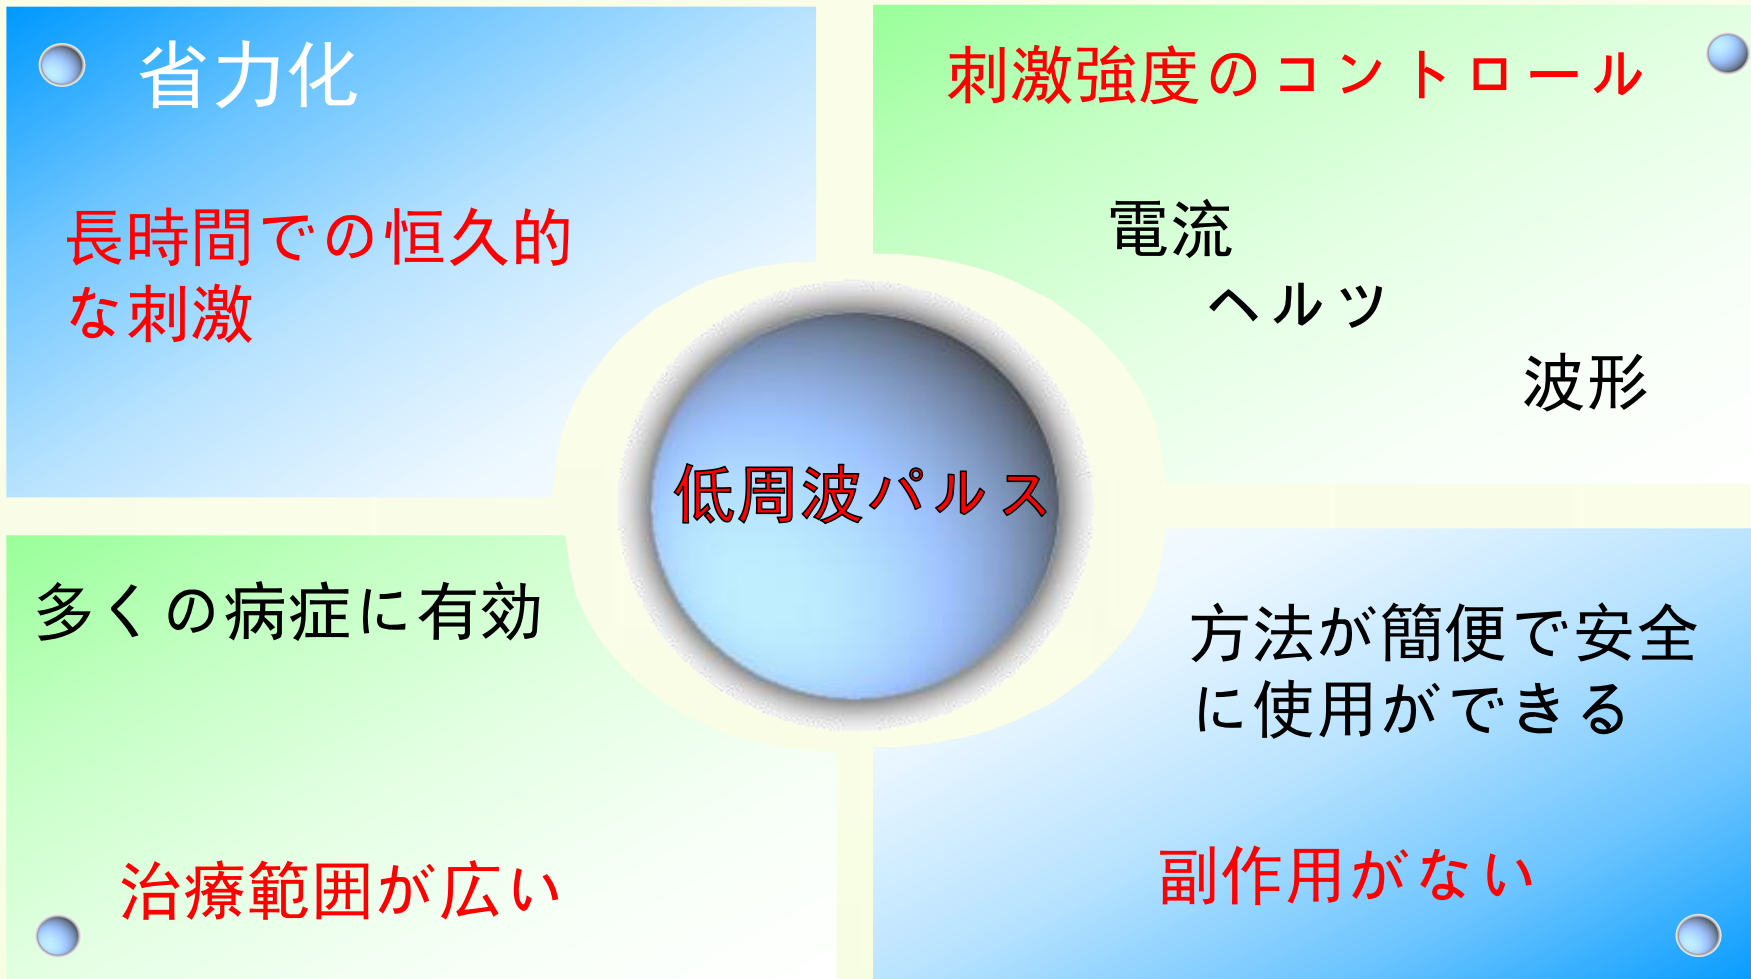 省力化
長時間での恒久的
な刺激
刺激強度のコントロール
電流
ヘルツ
波形
低周波パルス
多くの病症に有効
治療範囲が広い
方法が簡便で安全
に使用ができる
副作用がない